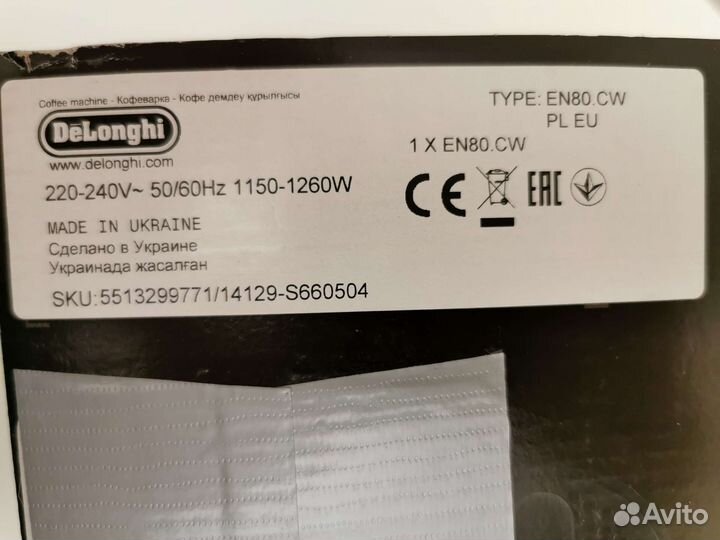 Coffee machine - Кофеварка - Кофе демдеу құрылғысы
DeLonghi
www.delonghi.com
TYPE: EN80.CW
PL EU
1 X EN80.CW
220-240V~ 50/60Hz 1150-1260W
CE EAC
MADE IN UKRAINE
Сделано в Украине
Украинада жасалған
SKU:5513299771/14129-S660504
Avito